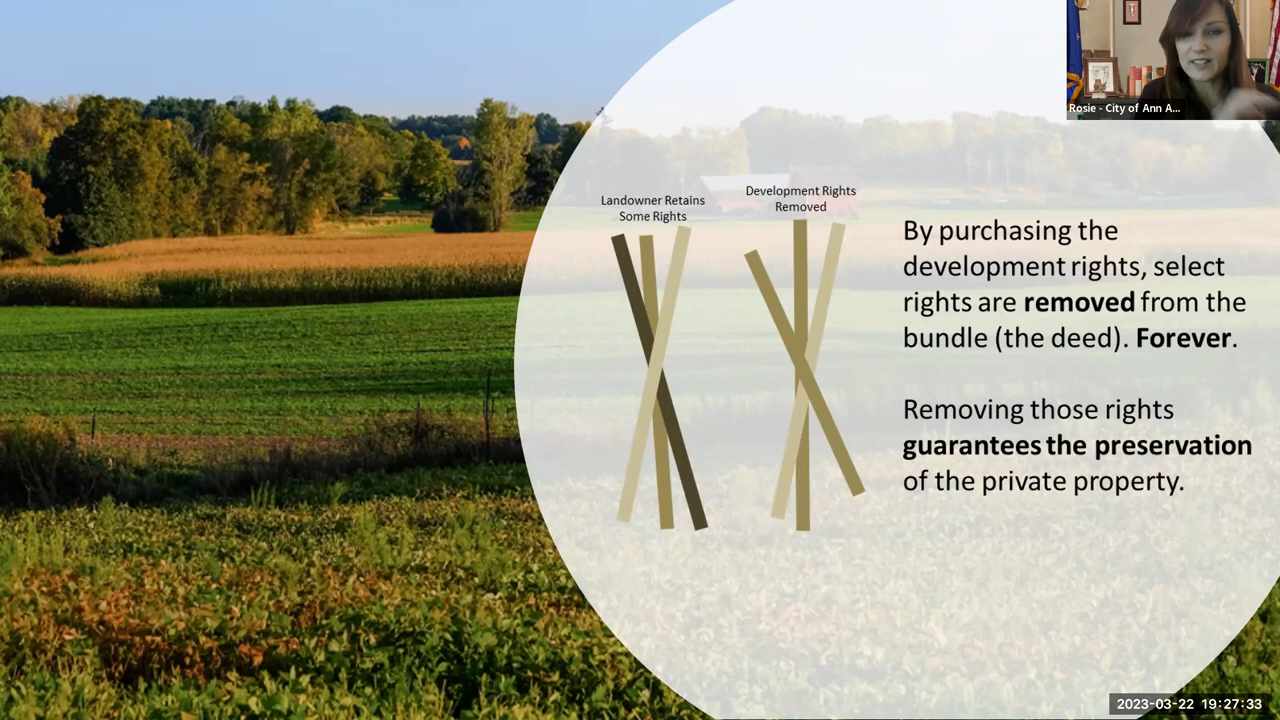 Rosie - City of Ann A...
Landowner Retains
Some Rights
Development Rights
Removed
By purchasing the
development rights, select
rights are removed from the
bundle (the deed). Forever.
Removing those rights
guarantees the preservation
of the private property.
2023-03-22 19:27:33